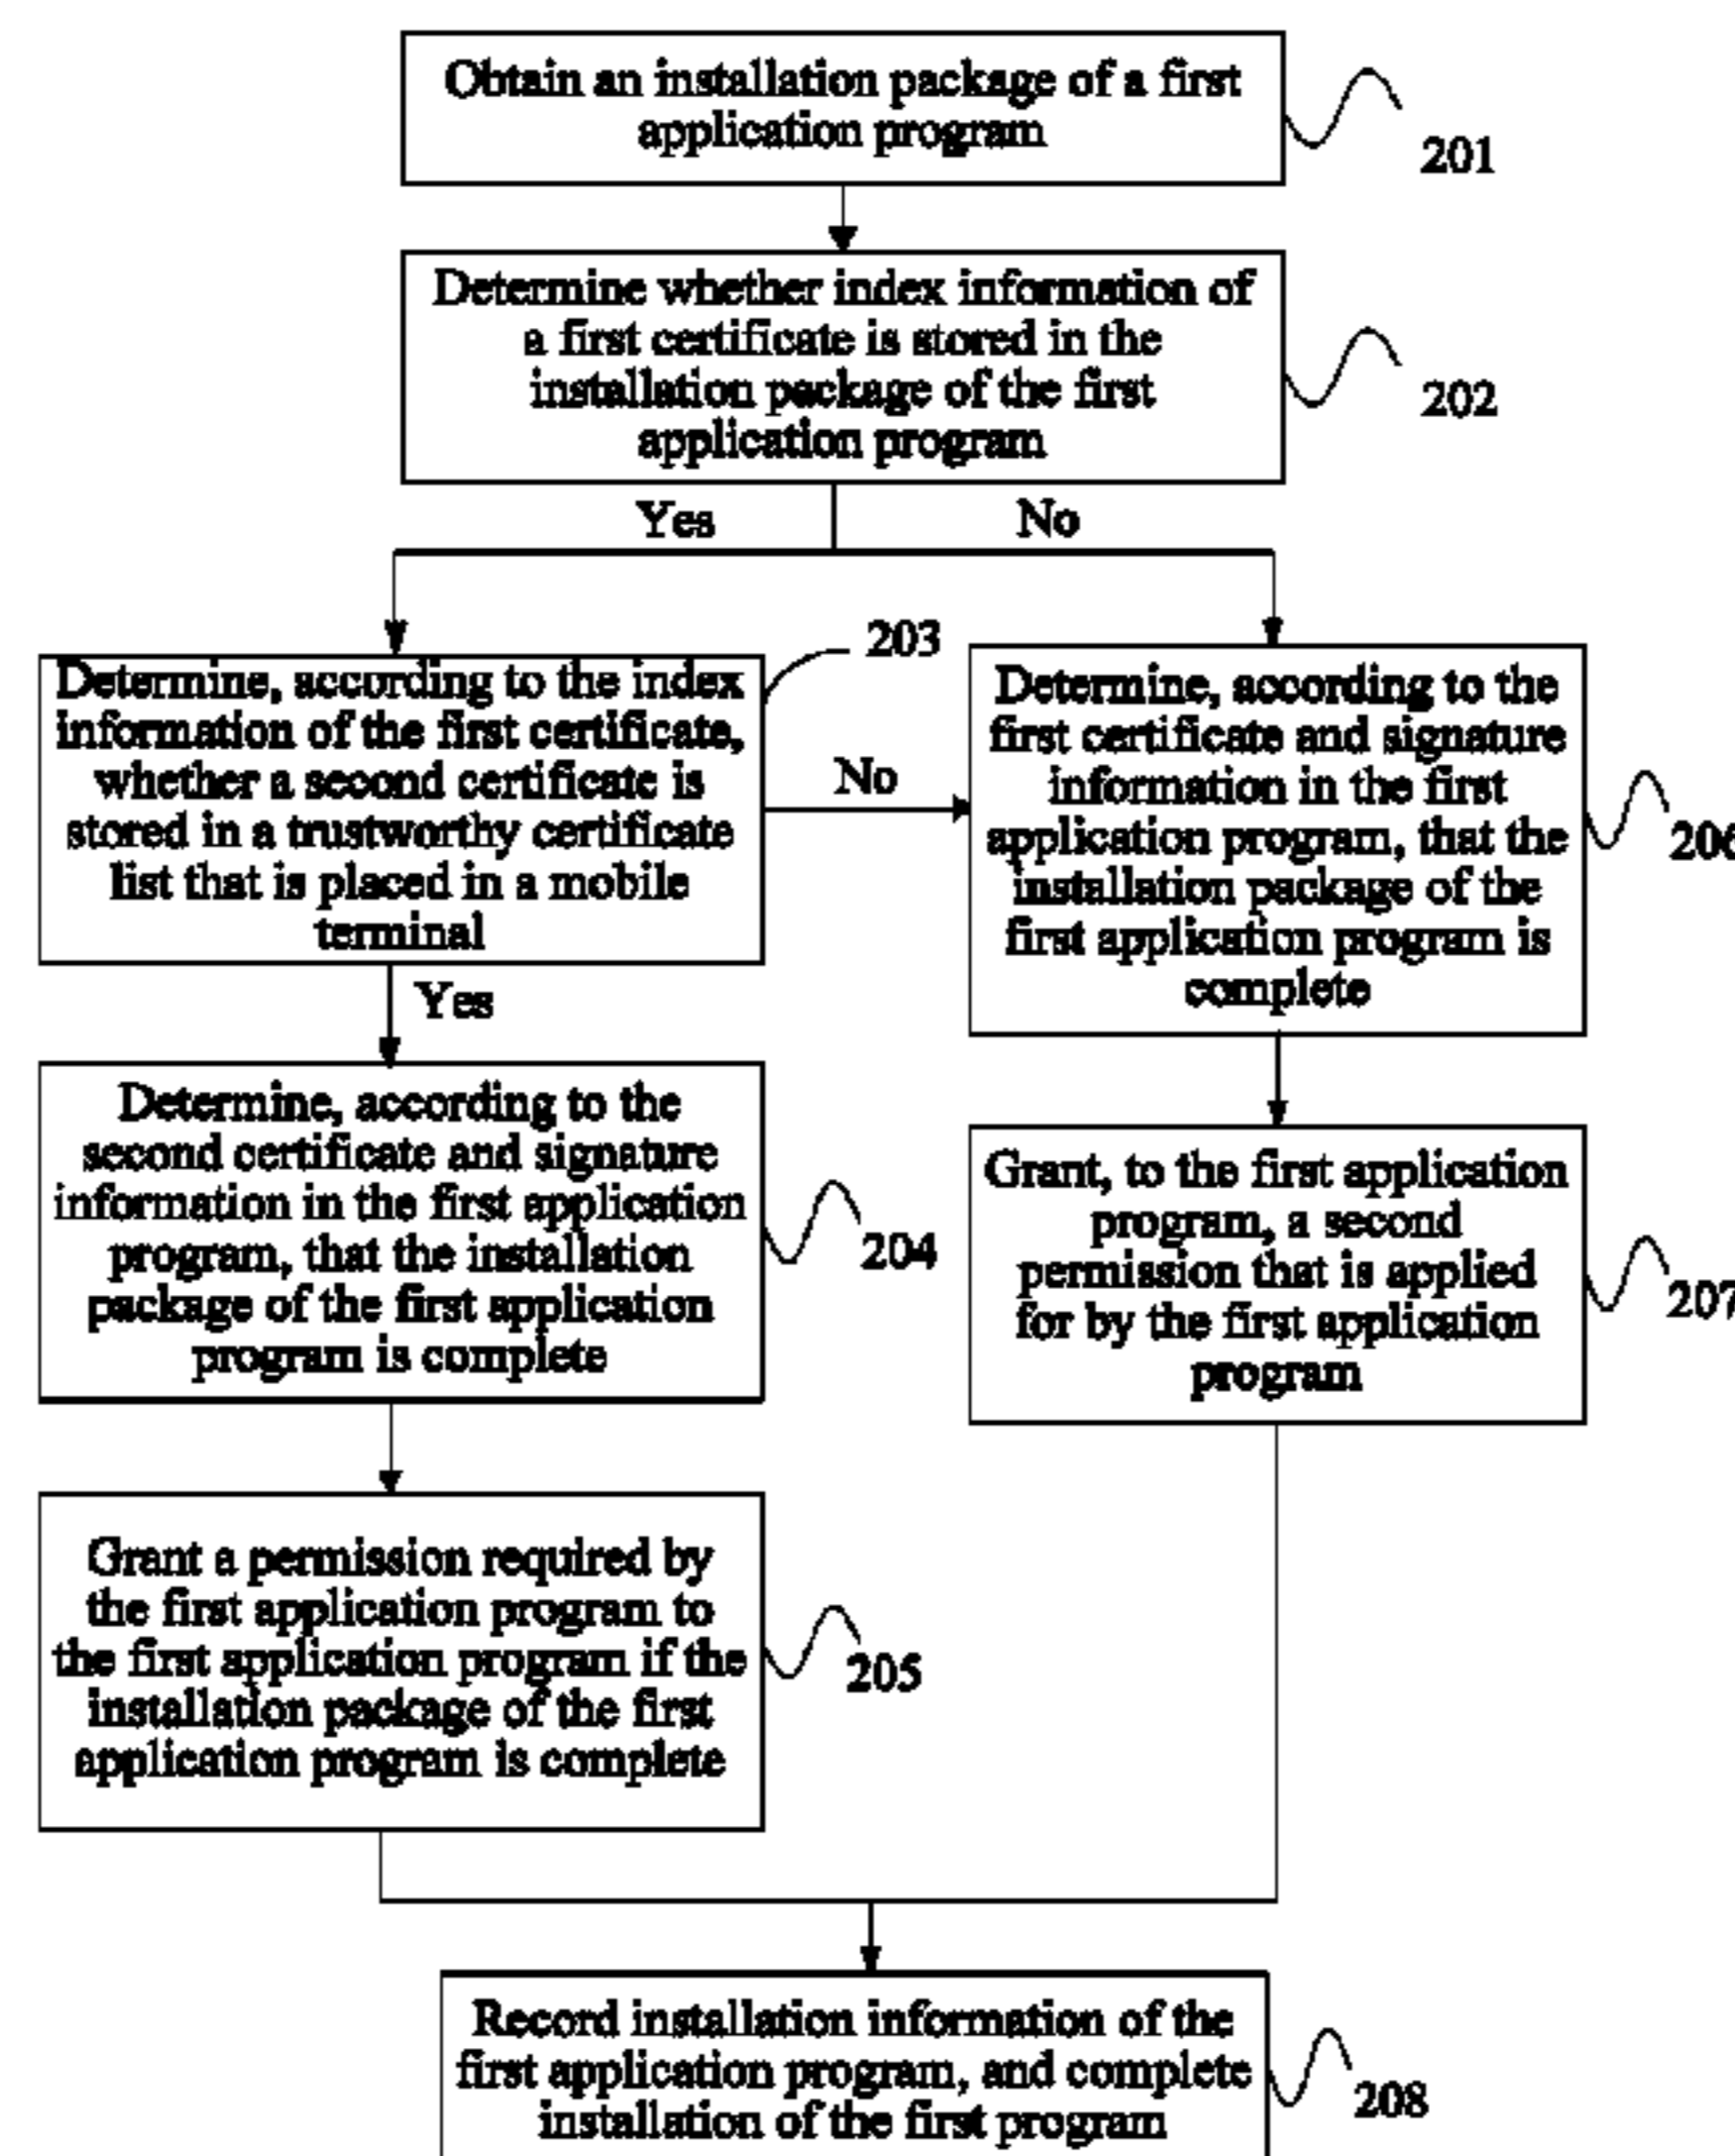 Obtain an installation package of a first
application program
201
Determine whether index information of
a first certificate is stored in the
installation package of the first
application program
202
Yes
No
203
Determine, according to the index
information of the first certificate,
whether a second certificate is
stored in a trustworthy certificate
list that is placed in a mobile
terminal
No
Determine, according to the
first certificate and signature
information in the first
application program, that the
installation package of the
first application program is
complete
206
Yes
Determine, according to the
second certificate and signature
information in the first application
program, that the installation
package of the first application
program is complete
204
Grant, to the first application
program, a second
permission that is applied
for by the first application
program
207
Grant a permission required by
the first application program to
the first application program if the
installation package of the first
application program is complete
205
Record installation information of the
first application program, and complete
installation of the first program
208